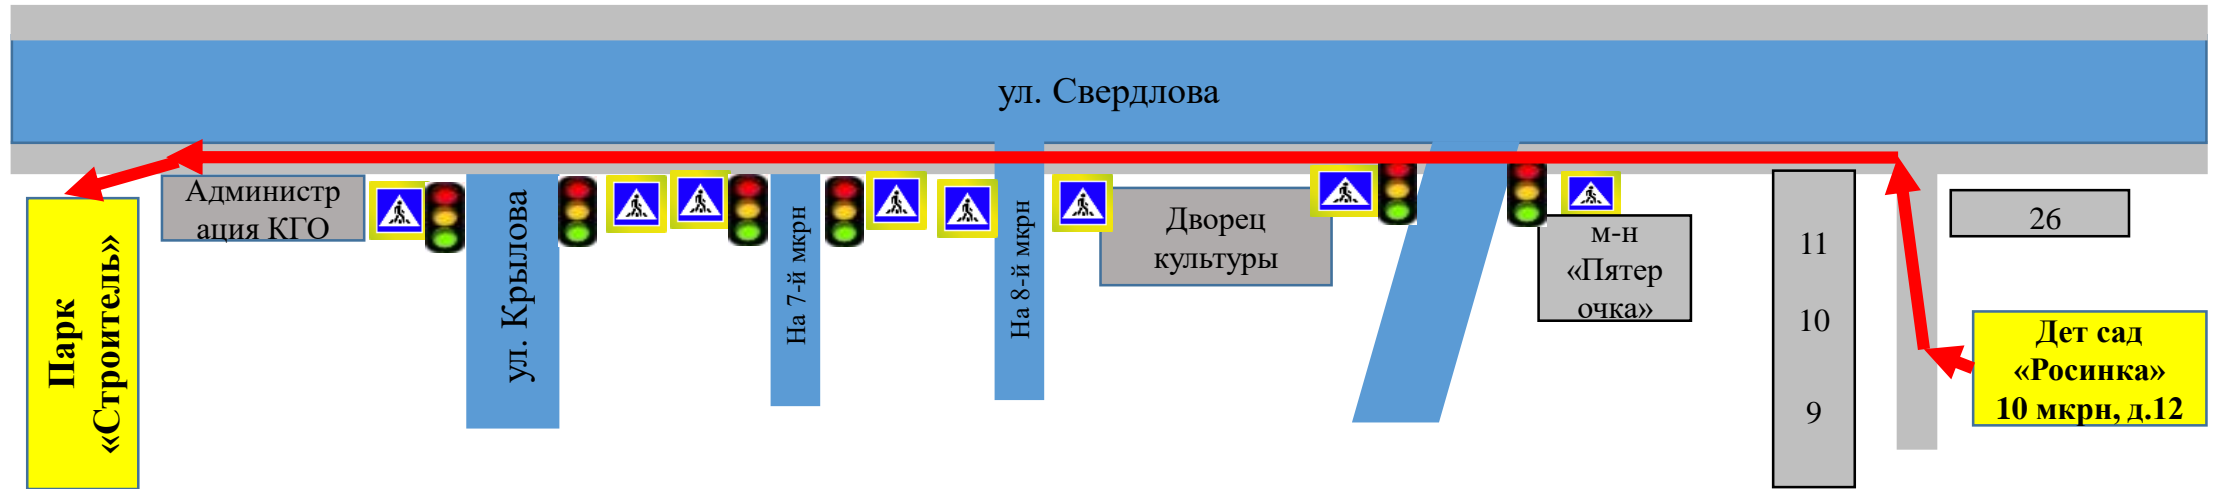 ул. Свердлова
Парк
«Строитель»
Администр
ация КГО
ул. Крылова
На 7-й мкрн
На 8-й мкрн
Дворец
культуры
м-н
«Пятер
очка»
11
10
9
26
Дет сад
«Росинка»
10 мкрн, д.12